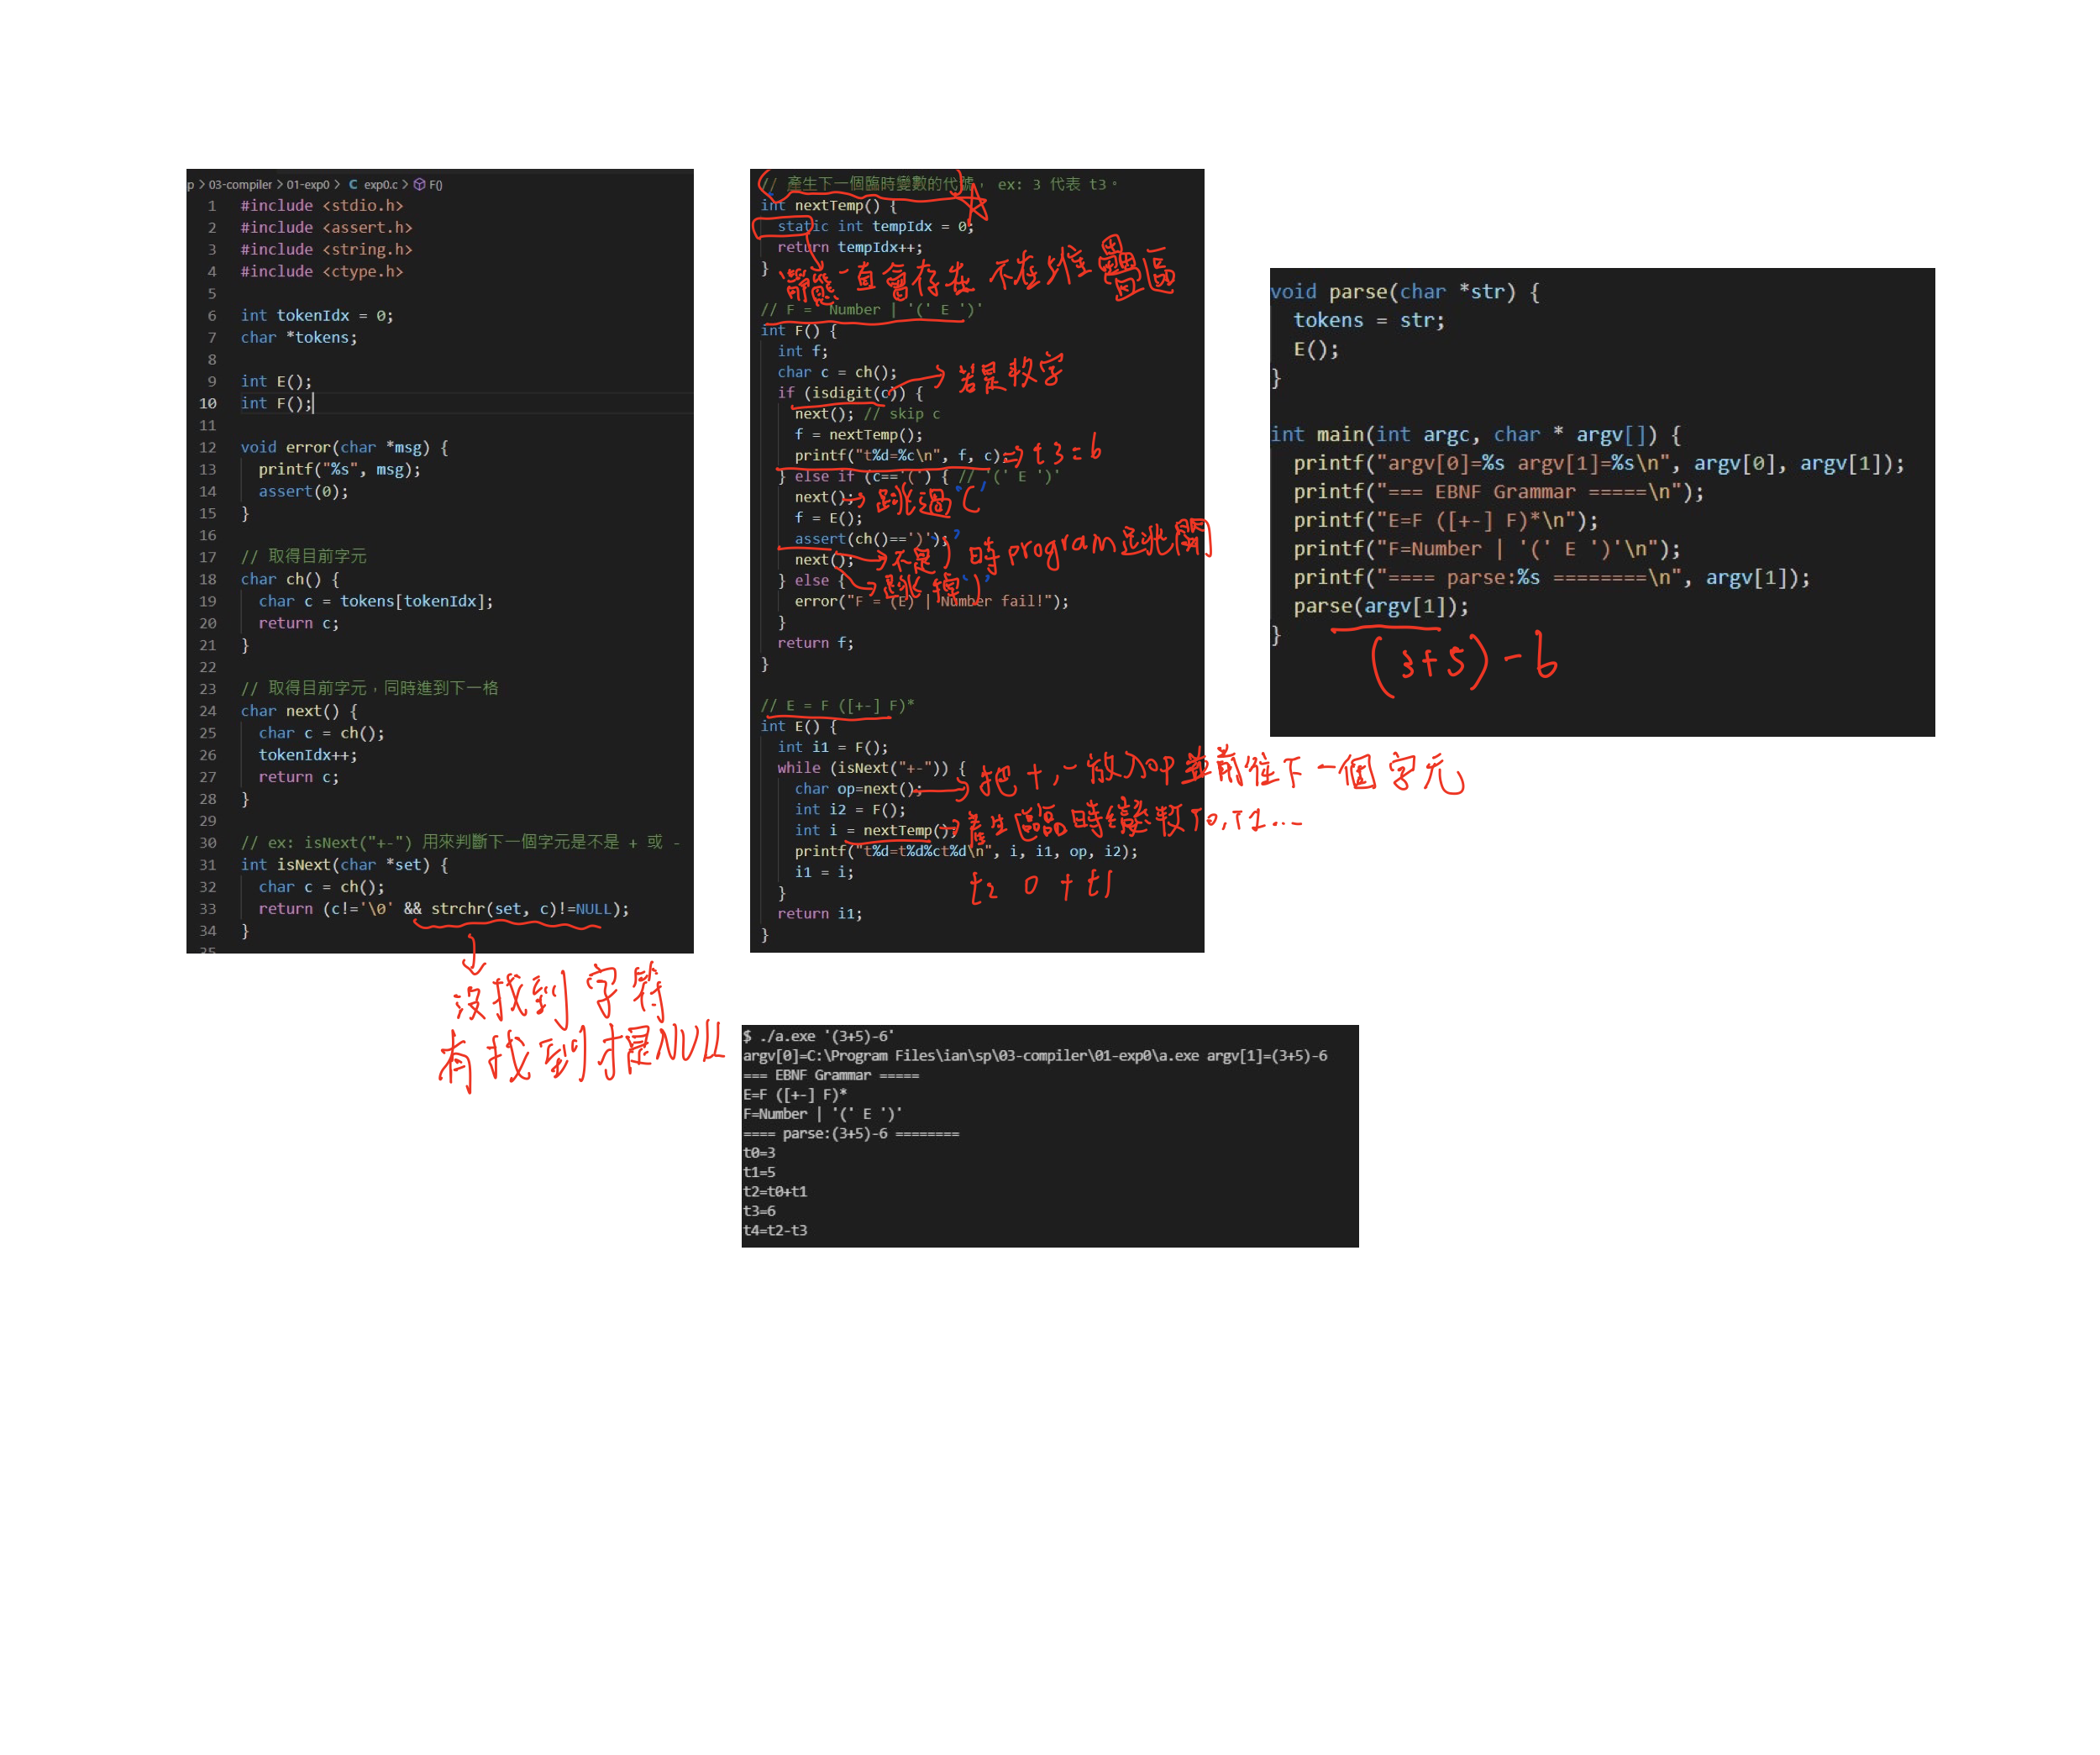 p > 03-compiler > 01-exp0 > C exp0.c > F()
1 #include <stdio.h>
2 #include <assert.h>
3 #include <string.h>
4 #include <ctype.h>
5
6 int tokenIdx = 0;
7 char *tokens;
8
9 int E();
10 int F();
11
12 void error(char *msg) {
13 printf("%s", msg);
14 assert(0);
15 }
16
17 // 取得目前字元
18 char ch() {
19 char c = tokens[tokenIdx];
20 return c;
21 }
22
23 // 取得目前字元，同時進到下一格
24 char next() {
25 char c = ch();
26 tokenIdx++;
27 return c;
28 }
29
30 // ex: isNext("+-") 用來判斷下一個字元是不是 + 或 -
31 int isNext(char *set) {
32 char c = ch();
33 return (c!='\0' && strchr(set, c)!=NULL);
34 }
35
沒找到字符
有找到才是NULL
// 產生下一個臨時變數的代號， ex: 3 代表 t3。
int nextTemp() {
static int tempIdx = 0;
return tempIdx++;
}
靜態一直會存在 不在堆疊區
// F =  Number | '(' E ')'
int F() {
int f;
char c = ch();
if (isdigit(c)) { → 若是数字
next(); // skip c
f = nextTemp();
printf("t%d=%c\n", f, c); ⇒ t3=6
} else if (c=='(') { // '(' E ')'
next(); → 跳過'('
f = E();
assert(ch()==')'); → 不是')'時program跳開
next(); → 跳掉')'
} else {
error("F = (E) | Number fail!");
}
return f;
}
// E = F ([+-] F)*
int E() {
int i1 = F();
while (isNext("+-")) {
char op=next(); → 把+,-放入op並前往下一個字元
int i2 = F();
int i = nextTemp(); → 產生臨時變数T0,T1...
printf("t%d=t%d%ct%d\n", i, i1, op, i2);
i1 = i; t2 0 + t1
}
return i1;
}
void parse(char *str) {
tokens = str;
E();
}
int main(int argc, char * argv[]) {
printf("argv[0]=%s argv[1]=%s\n", argv[0], argv[1]);
printf("=== EBNF Grammar =====\n");
printf("E=F ([+-] F)*\n");
printf("F=Number | '(' E ')'\n");
printf("==== parse:%s ========\n", argv[1]);
parse(argv[1]);
}
(3+5)-6
$ ./a.exe '(3+5)-6'
argv[0]=C:\Program Files\ian\sp\03-compiler\01-exp0\a.exe argv[1]=(3+5)-6
=== EBNF Grammar =====
E=F ([+-] F)*
F=Number | '(' E ')'
==== parse:(3+5)-6 ========
t0=3
t1=5
t2=t0+t1
t3=6
t4=t2-t3